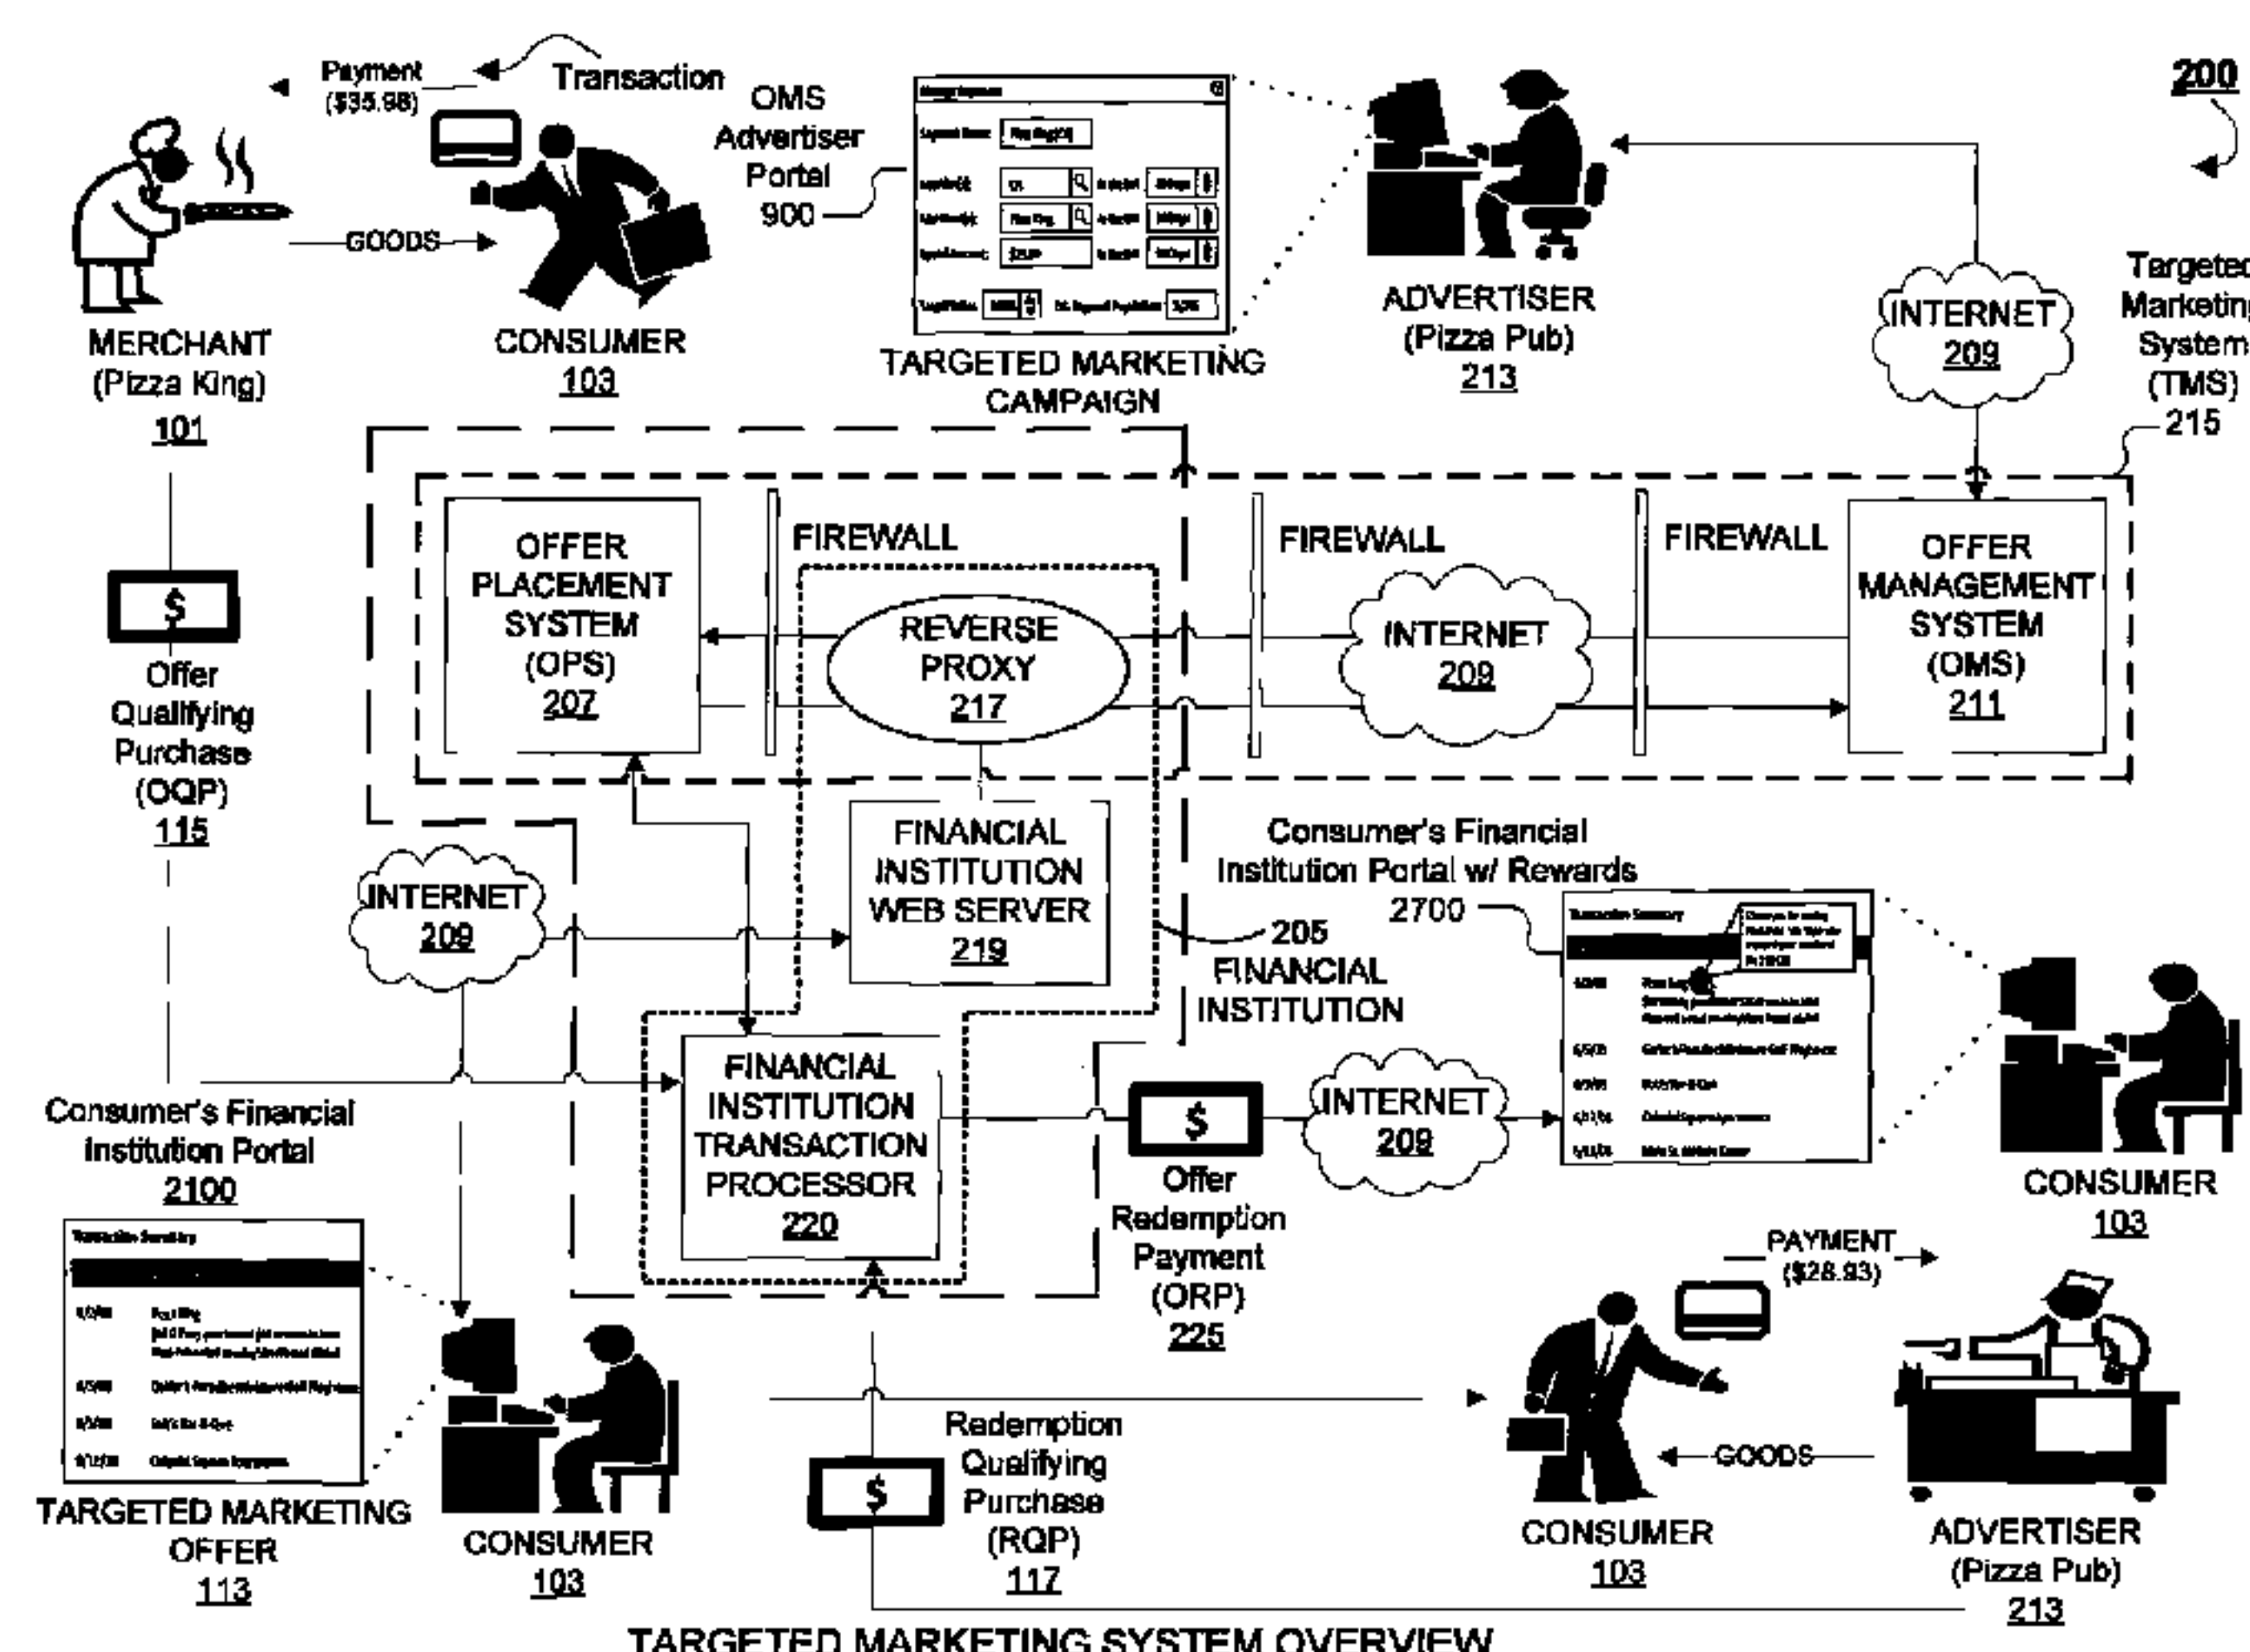 Payment
($35.98)
Transaction
GOODS
MERCHANT
(Pizza King)
101
CONSUMER
103
OMS
Advertiser
Portal
900
TARGETED MARKETING
CAMPAIGN
ADVERTISER
(Pizza Pub)
213
200
INTERNET
209
Targeted
Marketing
System
(TMS)
215
$
Offer
Qualifying
Purchase
(OQP)
115
OFFER
PLACEMENT
SYSTEM
(OPS)
207
FIREWALL
REVERSE
PROXY
217
FIREWALL
INTERNET
209
FIREWALL
OFFER
MANAGEMENT
SYSTEM
(OMS)
211
INTERNET
209
FINANCIAL
INSTITUTION
WEB SERVER
219
205
FINANCIAL
INSTITUTION
Consumer's Financial
Institution Portal w/ Rewards
2700
Transaction Summary
CONSUMER
103
FINANCIAL
INSTITUTION
TRANSACTION
PROCESSOR
220
$
Offer
Redemption
Payment
(ORP)
225
INTERNET
209
Consumer's Financial
Institution Portal
2100
Transaction Summary
TARGETED MARKETING
OFFER
113
CONSUMER
103
$
Redemption
Qualifying
Purchase
(RQP)
117
PAYMENT
($28.93)
GOODS
CONSUMER
103
ADVERTISER
(Pizza Pub)
213
TARGETED MARKETING SYSTEM OVERVIEW